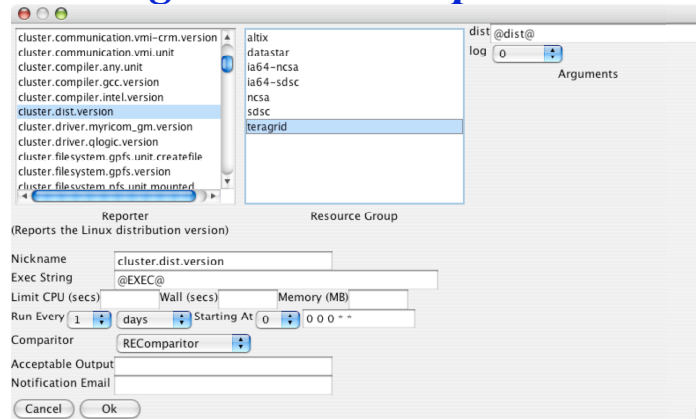 cluster.communication.vmi-crm.version
cluster.communication.vmi.unit
cluster.compiler.any.unit
cluster.compiler.gcc.version
cluster.compiler.intel.version
cluster.dist.version
cluster.driver.myricom_gm.version
cluster.driver.qlogic.version
cluster.filesystem.gpfs.unit.createfile
cluster.filesystem.gpfs.version
cluster.filesystem.nfs.unit.mounted
Reporter
(Reports the Linux distribution version)
altix
datastar
ia64-ncsa
ia64-sdsc
ncsa
sdsc
teragrid
Resource Group
dist @dist@
log 0
Arguments
Nickname cluster.dist.version
Exec String @EXEC@
Limit CPU (secs) Wall (secs) Memory (MB)
Run Every 1 days Starting At 0 0 0 0 * *
Comparitor REComparitor
Acceptable Output
Notification Email
Cancel Ok